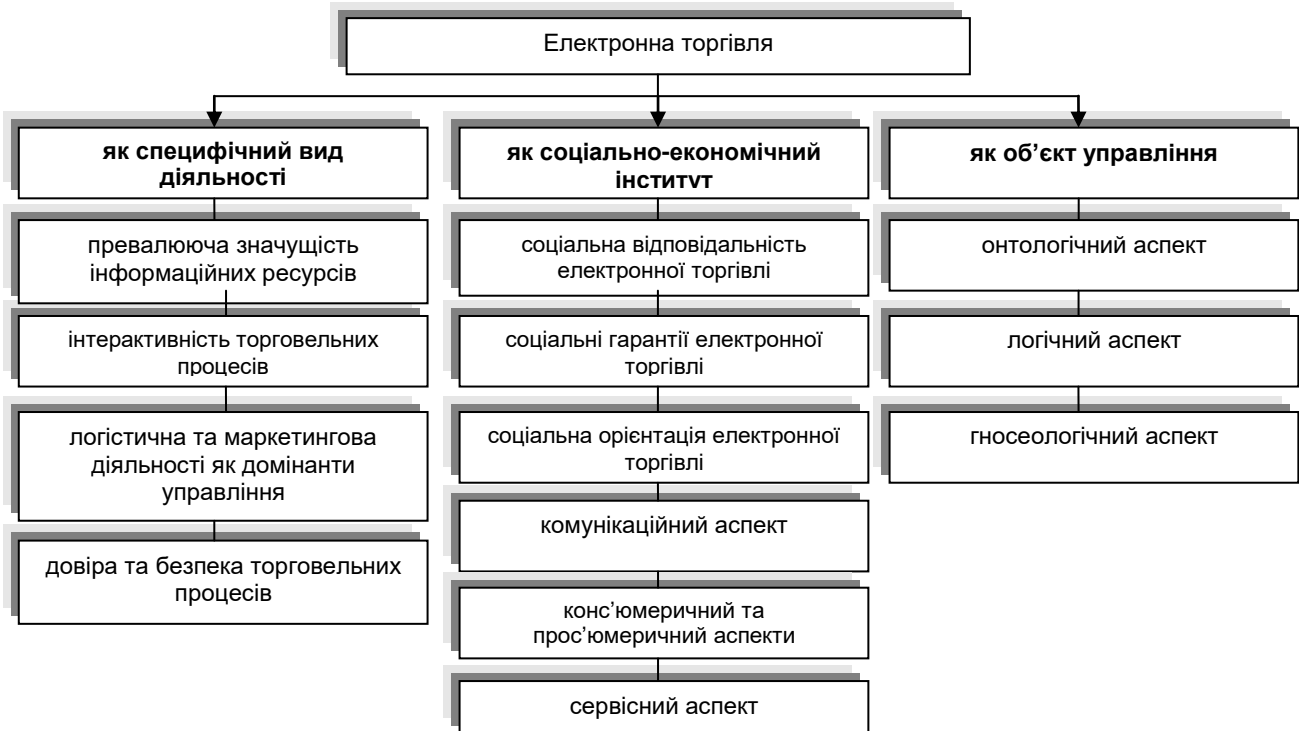 Електронна торгівля
як специфічний вид
діяльності
превалююча значущість
інформаційних ресурсів
інтерактивність торговельних
процесів
логістична та маркетингова
діяльності як домінанти
управління
довіра та безпека торговельних
процесів
як соціально-економічний
інститут
соціальна відповідальність
електронної торгівлі
соціальні гарантії електронної
торгівлі
соціальна орієнтація електронної
торгівлі
комунікаційний аспект
конс’юмеричний та
прос’юмеричний аспекти
сервісний аспект
як об’єкт управління
онтологічний аспект
логічний аспект
гносеологічний аспект